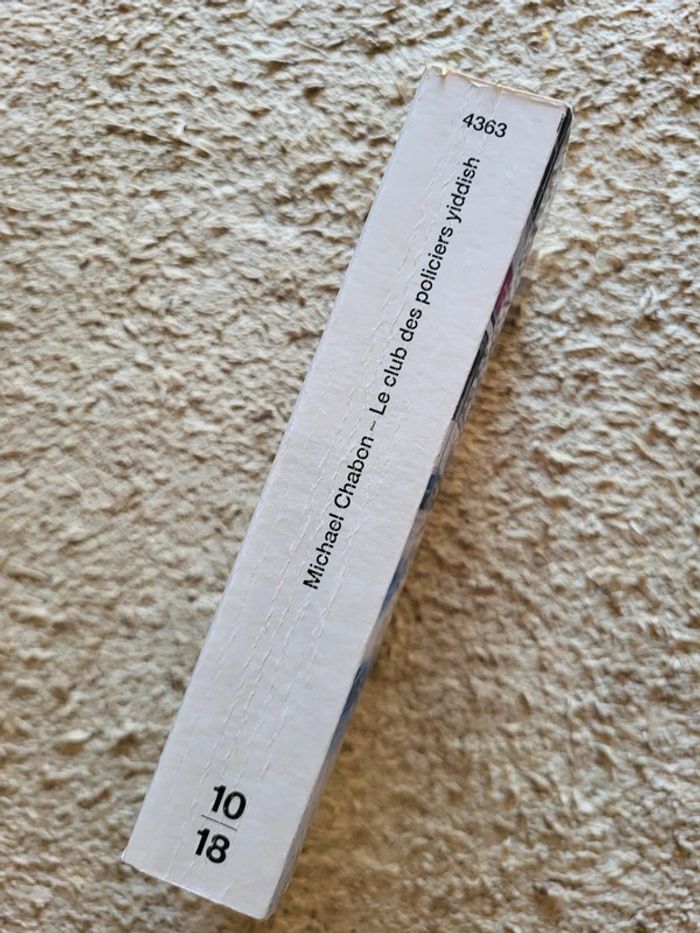 4363
Michael Chabon – Le club des policiers yiddish
10
18